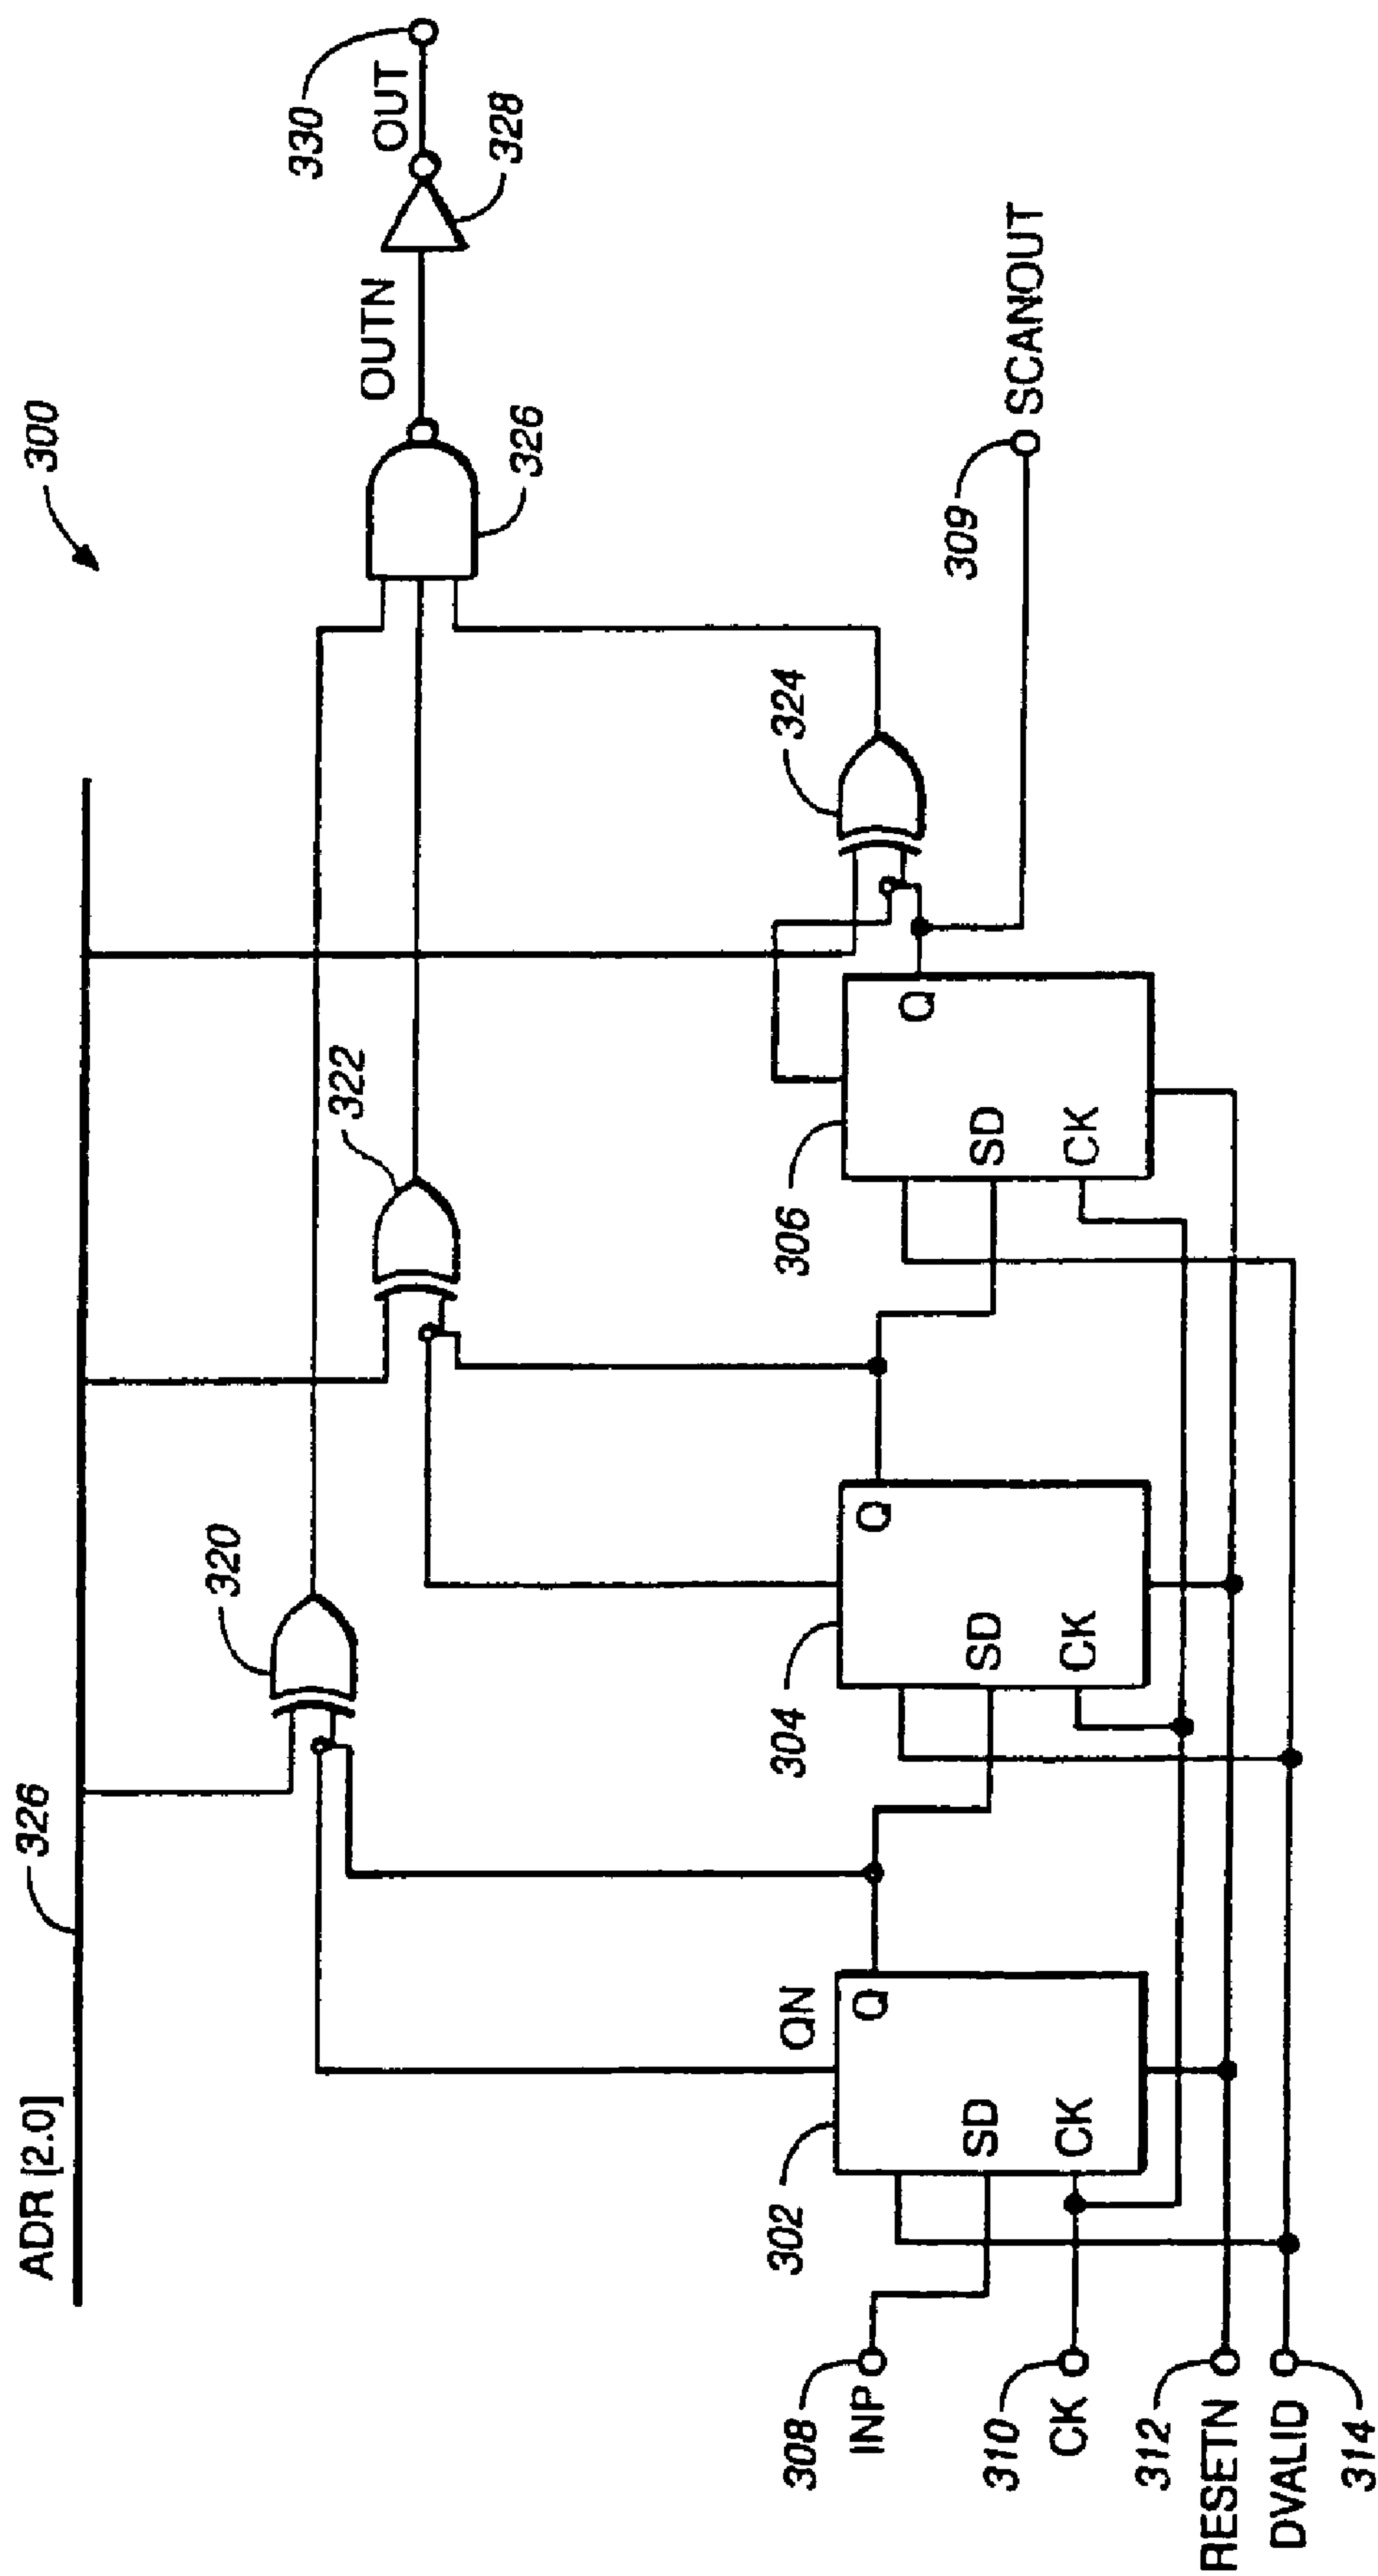 ADR [2.0]
326
300
320
322
330
OUTN
OUT
326
328
302
QN
Q
SD
CK
304
Q
SD
CK
306
Q
SD
CK
324
309
SCANOUT
308
INP
310
CK
312
RESETN
DVALID
314